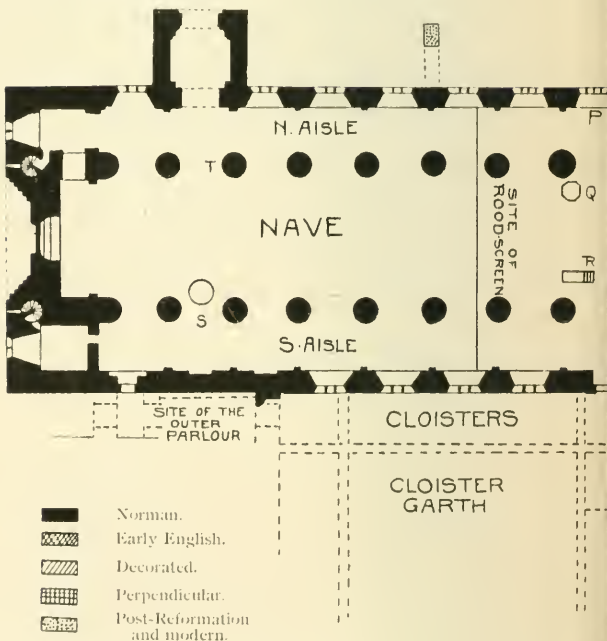 P
N. AISLE
T
Q
NAVE
SITE OF
ROOD-SCREEN
R
S
S. AISLE
SITE OF THE
OUTER
PARLOUR
CLOISTERS
CLOISTER
GARTH
Norman.
Early English.
Decorated.
Perpendicular.
Post-Reformation
and modern.